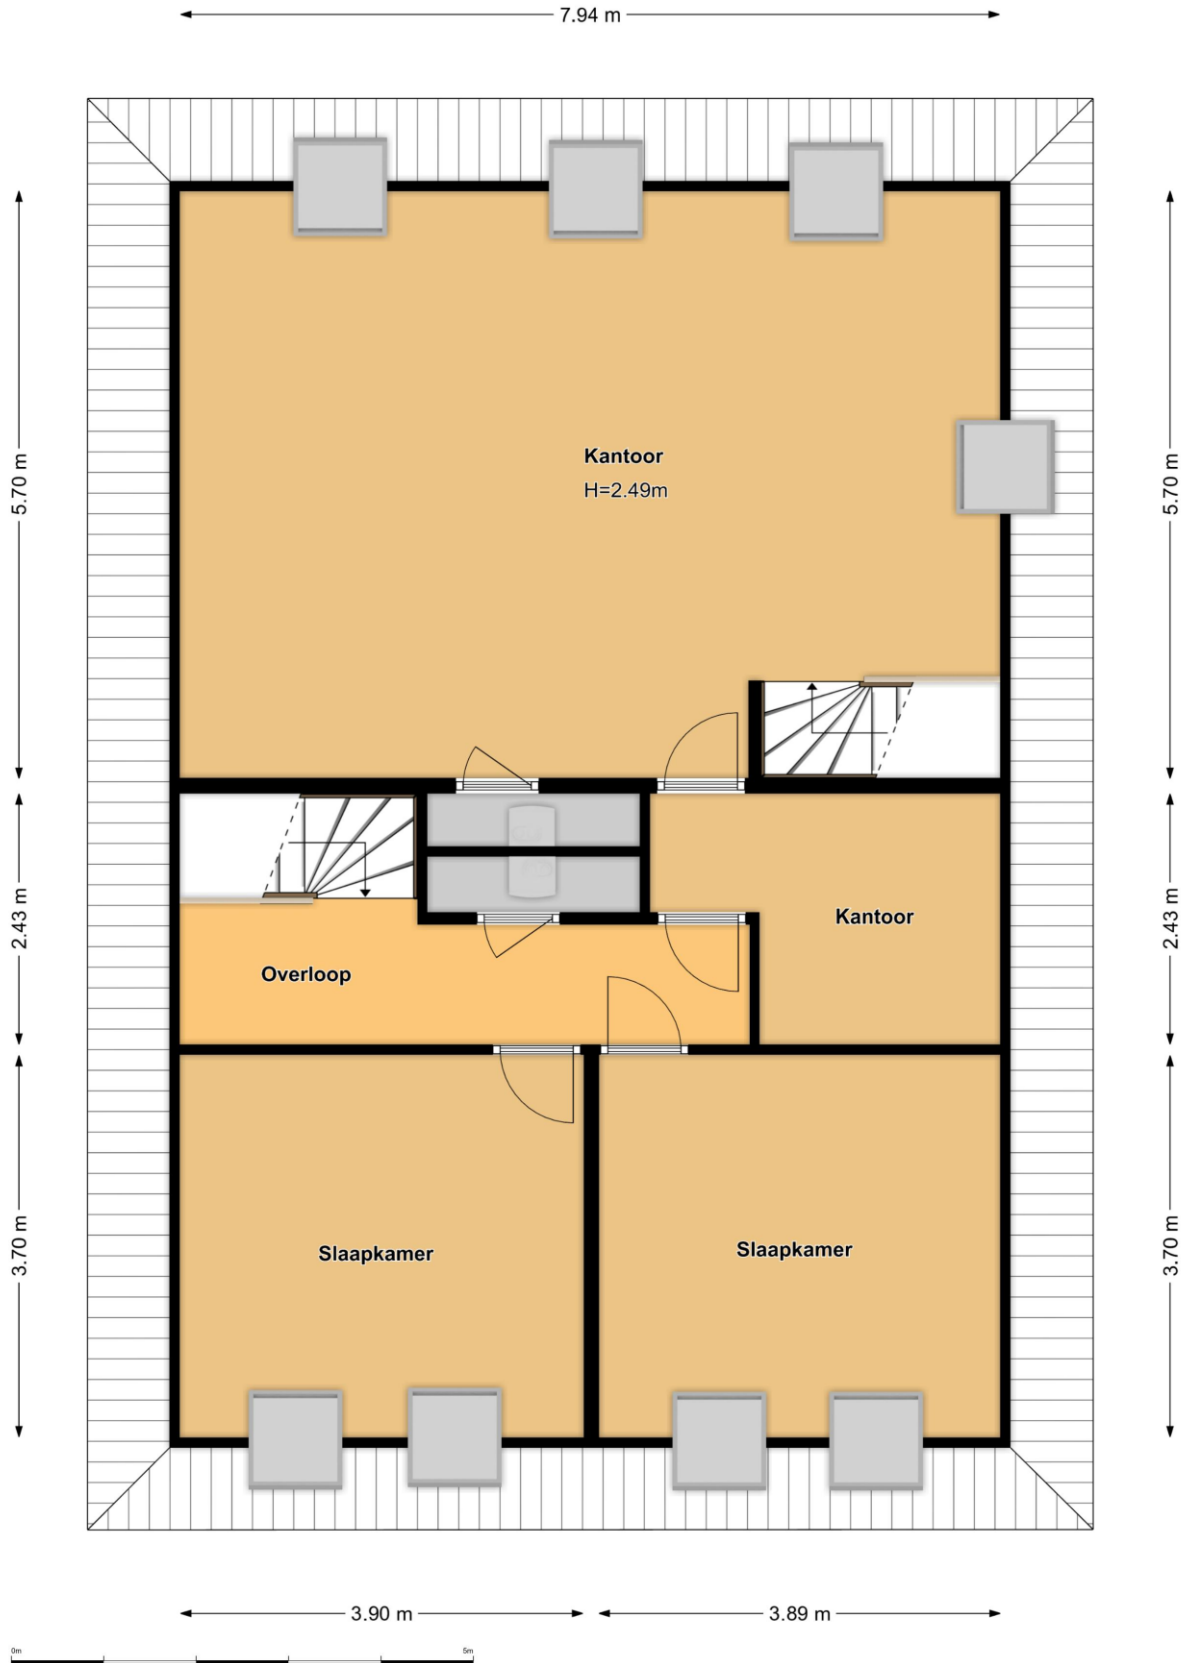 7.94 m
5.70 m
5.70 m
Kantoor
H=2.49m
2.43 m
2.43 m
Kantoor
Overloop
3.70 m
3.70 m
Slaapkamer
Slaapkamer
3.90 m
3.89 m
0m
5m